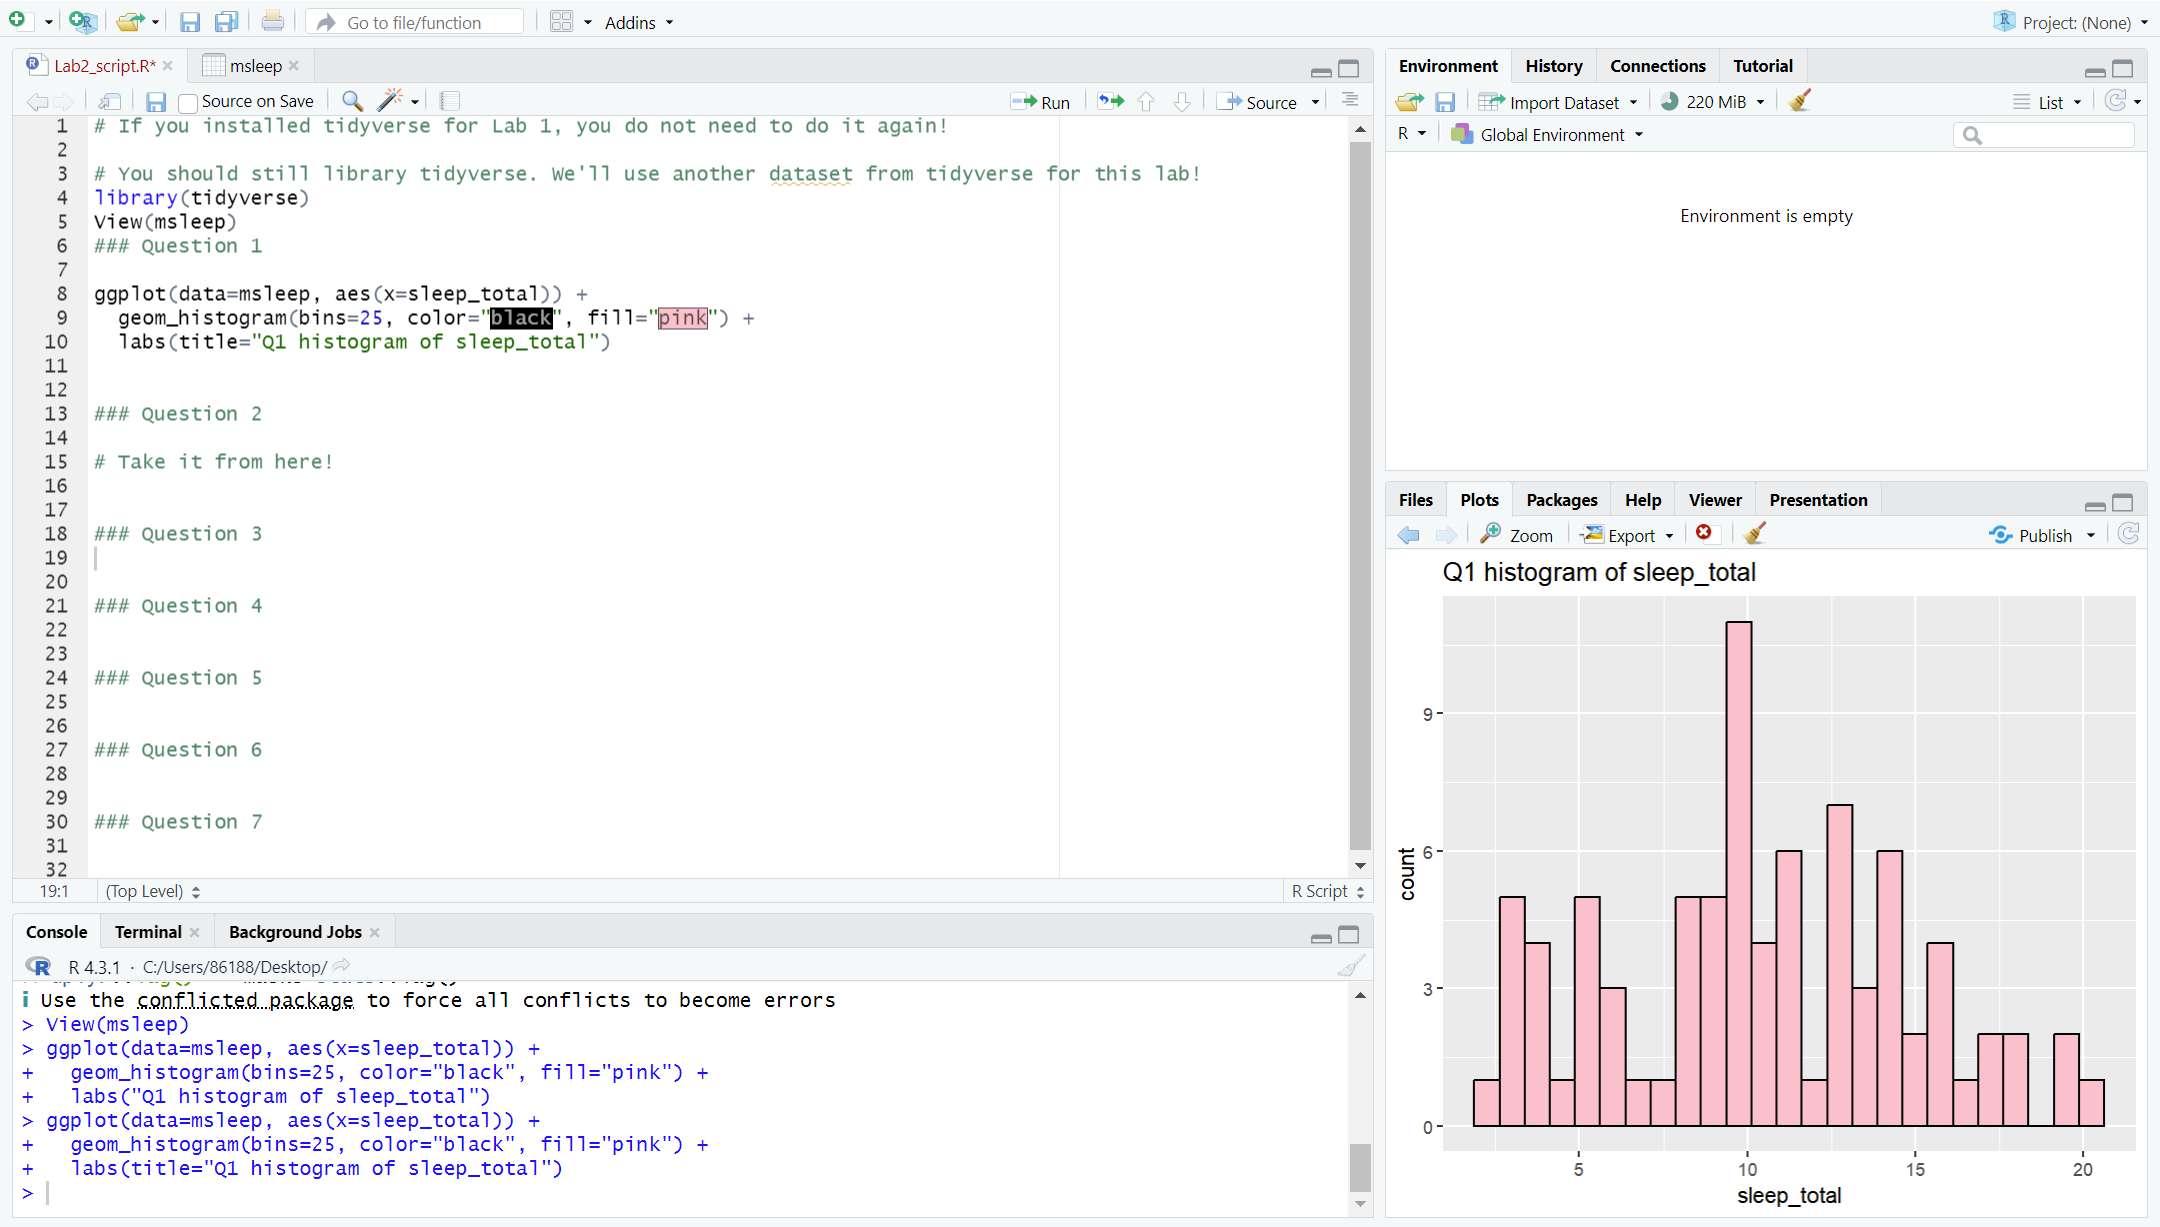 Go to file/function
Addins
Project: (None)
Lab2_script.R*
msleep
Source on Save
Run
Source
1 # If you installed tidyverse for Lab 1, you do not need to do it again!
2
3 # You should still library tidyverse. We'll use another dataset from tidyverse for this lab!
4 library(tidyverse)
5 View(msleep)
6 ### Question 1
7
8 ggplot(data=msleep, aes(x=sleep_total)) +
9 geom_histogram(bins=25, color="black", fill="pink") +
10 labs(title="Q1 histogram of sleep_total")
11
12
13 ### Question 2
14
15 # Take it from here!
16
17
18 ### Question 3
19
20
21 ### Question 4
22
23
24 ### Question 5
25
26
27 ### Question 6
28
29
30 ### Question 7
31
32
19:1 (Top Level) R Script
Console Terminal Background Jobs
R 4.3.1 · C:/Users/86188/Desktop/
i Use the conflicted package to force all conflicts to become errors
> View(msleep)
> ggplot(data=msleep, aes(x=sleep_total)) +
+ geom_histogram(bins=25, color="black", fill="pink") +
+ labs("Q1 histogram of sleep_total")
> ggplot(data=msleep, aes(x=sleep_total)) +
+ geom_histogram(bins=25, color="black", fill="pink") +
+ labs(title="Q1 histogram of sleep_total")
>
Environment History Connections Tutorial
Import Dataset 220 MiB List
R Global Environment
Environment is empty
Files Plots Packages Help Viewer Presentation
Zoom Export Publish
Q1 histogram of sleep_total
9
6
3
0
count
5 10 15 20
sleep_total